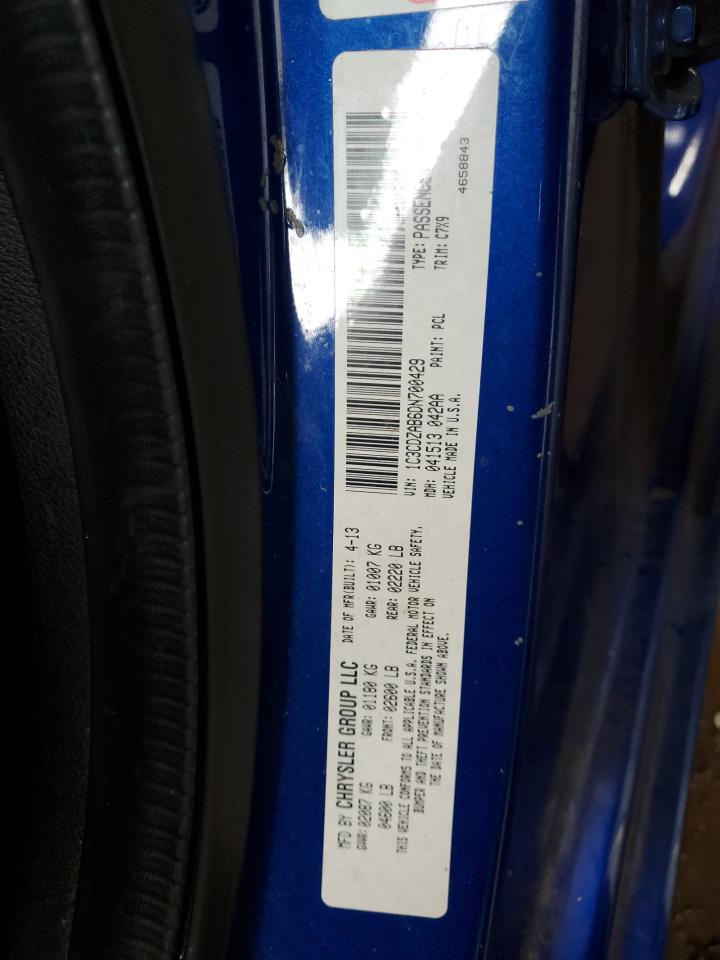 MFD BY CHRYSLER GROUP LLC DATE OF MFR(BUILT): 4-13
GVWR: 02087 KG GAWR: 01180 KG GAWR: 01007 KG
04600 LB FRONT: 02600 LB REAR: 02220 LB
THIS VEHICLE CONFORMS TO ALL APPLICABLE U.S.A. FEDERAL MOTOR VEHICLE SAFETY,
BUMPER AND THEFT PREVENTION STANDARDS IN EFFECT ON
THE DATE OF MANUFACTURE SHOWN ABOVE.
VIN: 1C3CDZAB6DN700429 TYPE: PASSENGER
MDH: 041513 042AA PAINT: PCL TRIM: C7X9
VEHICLE MADE IN U.S.A. 4658843